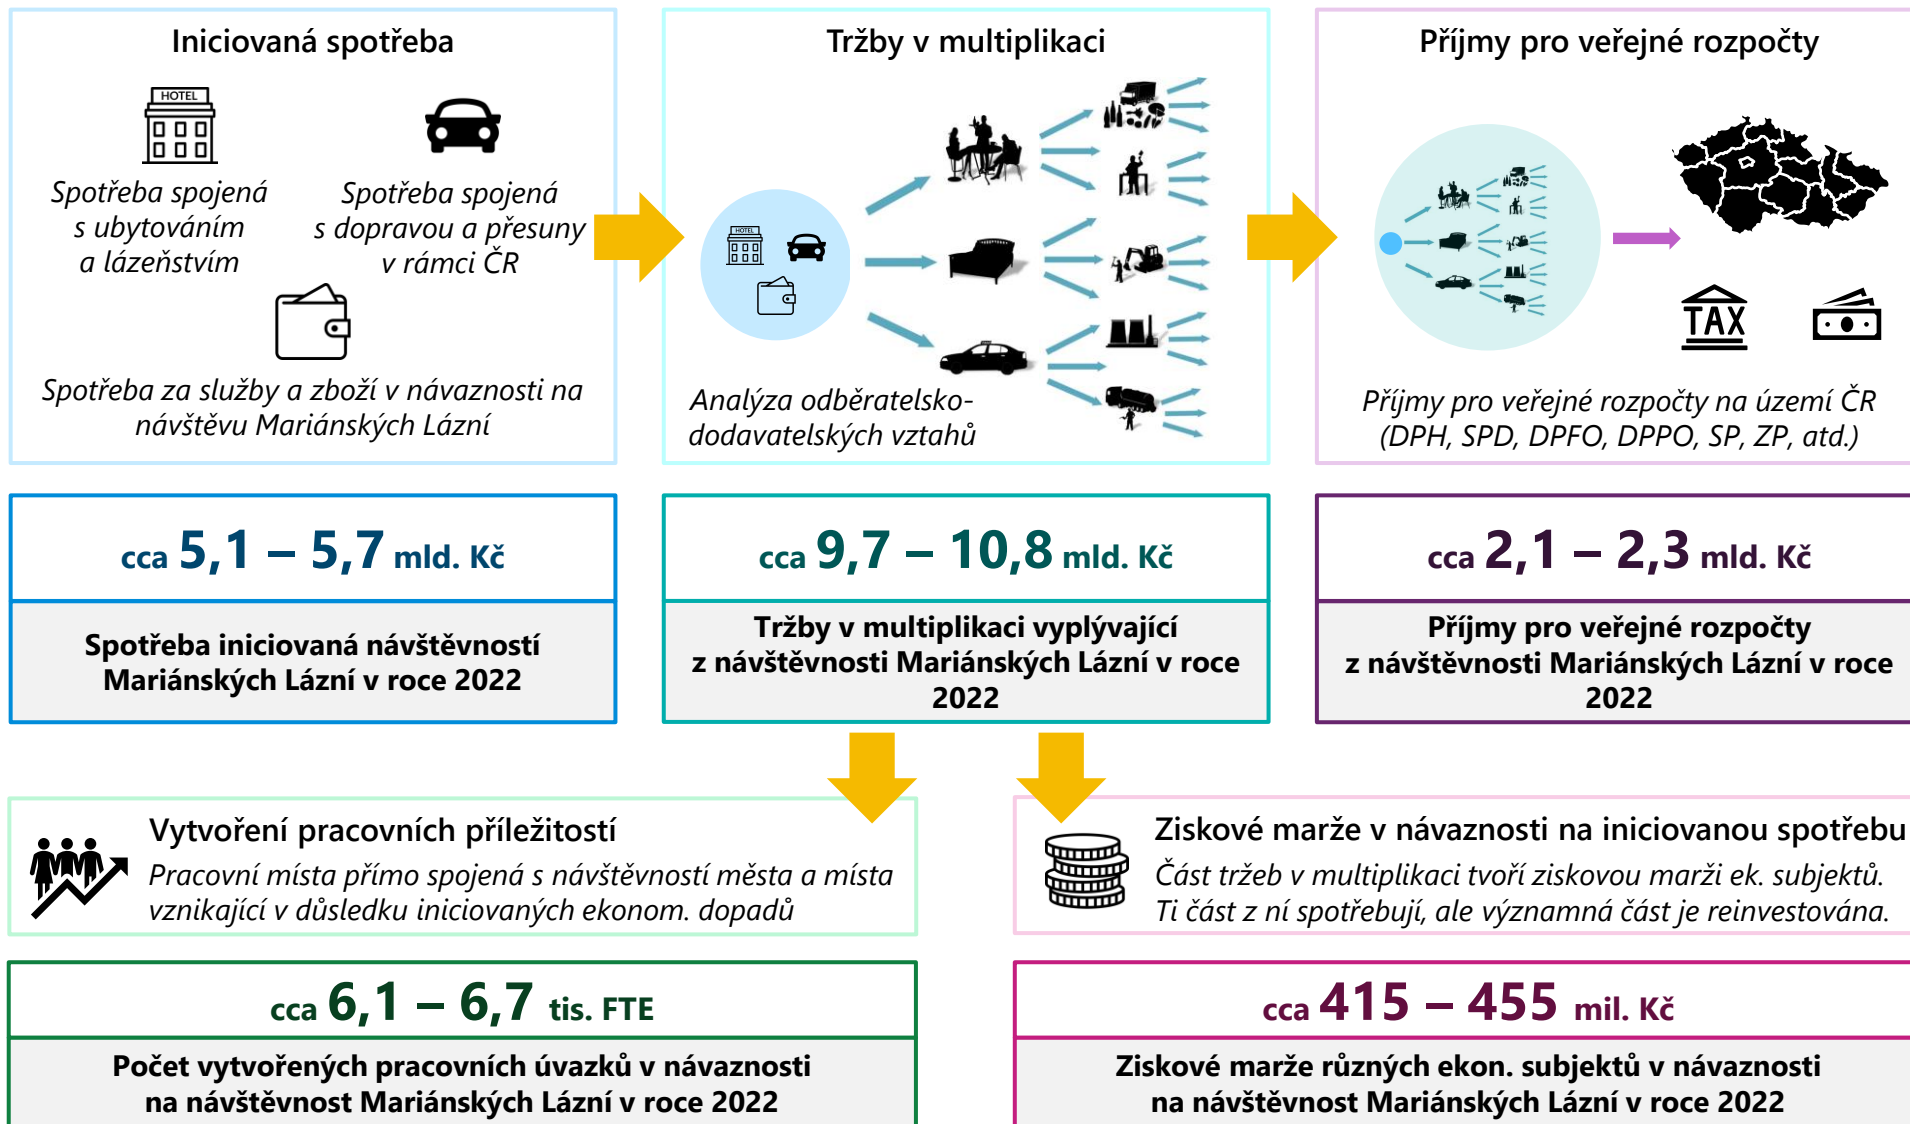 Iniciovaná spotřeba
HOTEL
Spotřeba spojená
s ubytováním
a lázeňstvím
Spotřeba spojená
s dopravou a přesuny
v rámci ČR
Spotřeba za služby a zboží v návaznosti na
návštěvu Mariánských Lázní
Tržby v multiplikaci
HOTEL
Analýza odběratelsko-
dodavatelských vztahů
Příjmy pro veřejné rozpočty
TAX
Příjmy pro veřejné rozpočty na území ČR
(DPH, SPD, DPFO, DPPO, SP, ZP, atd.)
cca 5,1 – 5,7 mld. Kč
Spotřeba iniciovaná návštěvností
Mariánských Lázní v roce 2022
cca 9,7 – 10,8 mld. Kč
Tržby v multiplikaci vyplývající
z návštěvnosti Mariánských Lázní v roce
2022
cca 2,1 – 2,3 mld. Kč
Příjmy pro veřejné rozpočty
z návštěvnosti Mariánských Lázní v roce
2022
Vytvoření pracovních příležitostí
Pracovní místa přímo spojená s návštěvností města a místa
vznikající v důsledku iniciovaných ekonom. dopadů
Ziskové marže v návaznosti na iniciovanou spotřebu
Část tržeb v multiplikaci tvoří ziskovou marži ek. subjektů.
Ti část z ní spotřebují, ale významná část je reinvestována.
cca 6,1 – 6,7 tis. FTE
Počet vytvořených pracovních úvazků v návaznosti
na návštěvnost Mariánských Lázní v roce 2022
cca 415 – 455 mil. Kč
Ziskové marže různých ekon. subjektů v návaznosti
na návštěvnost Mariánských Lázní v roce 2022